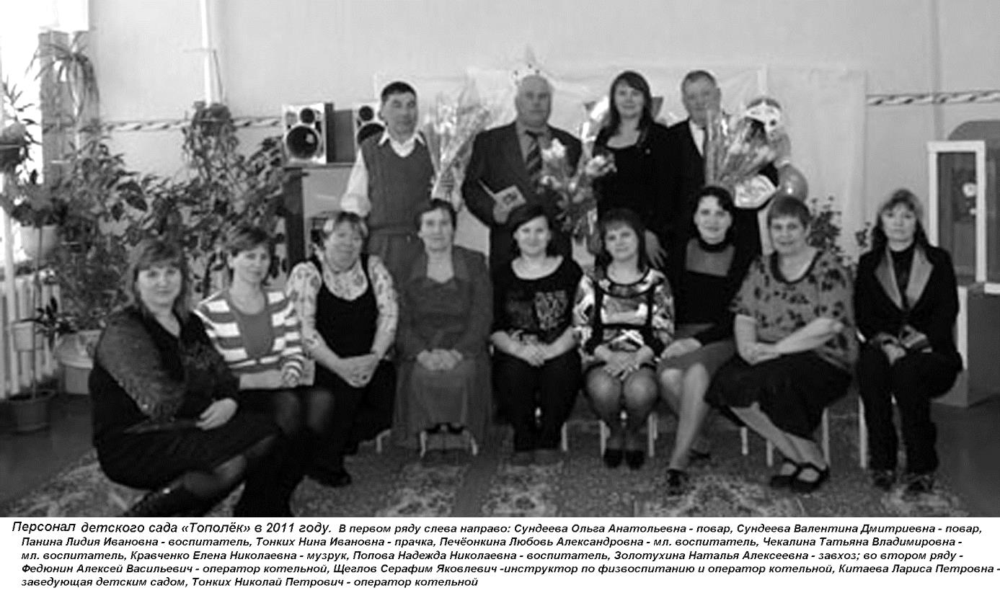 Персонал детского сада «Тополёк» в 2011 году. В первом ряду слева направо: Сундеева Ольга Анатольевна - повар, Сундеева Валентина Дмитриевна - повар,
Панина Лидия Ивановна - воспитатель, Тонких Нина Ивановна - прачка, Печёонкина Любовь Александровна - мл. воспитатель, Чекалина Татьяна Владимировна -
мл. воспитатель, Кравченко Елена Николаевна - музрук, Попова Надежда Николаевна - воспитатель, Золотухина Наталья Алексеевна - завхоз; во втором ряду -
Федюнин Алексей Васильевич - оператор котельной, Щеглов Серафим Яковлевич -инструктор по физвоспитанию и оператор котельной, Китаева Лариса Петровна -
заведующая детским садом, Тонких Николай Петрович - оператор котельной